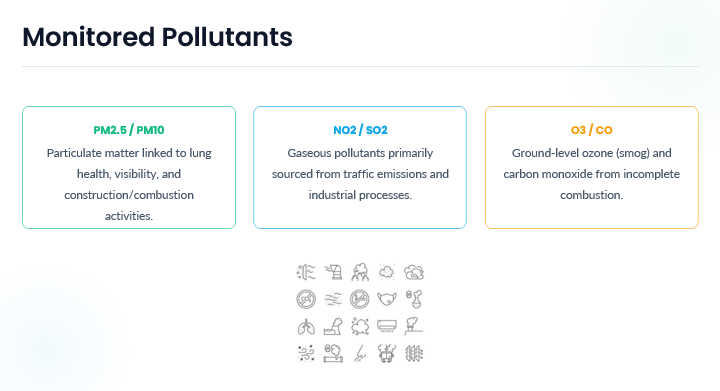 Monitored Pollutants
PM2.5 / PM10
Particulate matter linked to lung
health, visibility, and
construction/combustion
activities.
NO2 / SO2
Gaseous pollutants primarily
sourced from traffic emissions and
industrial processes.
O3 / CO
Ground-level ozone (smog) and
carbon monoxide from incomplete
combustion.